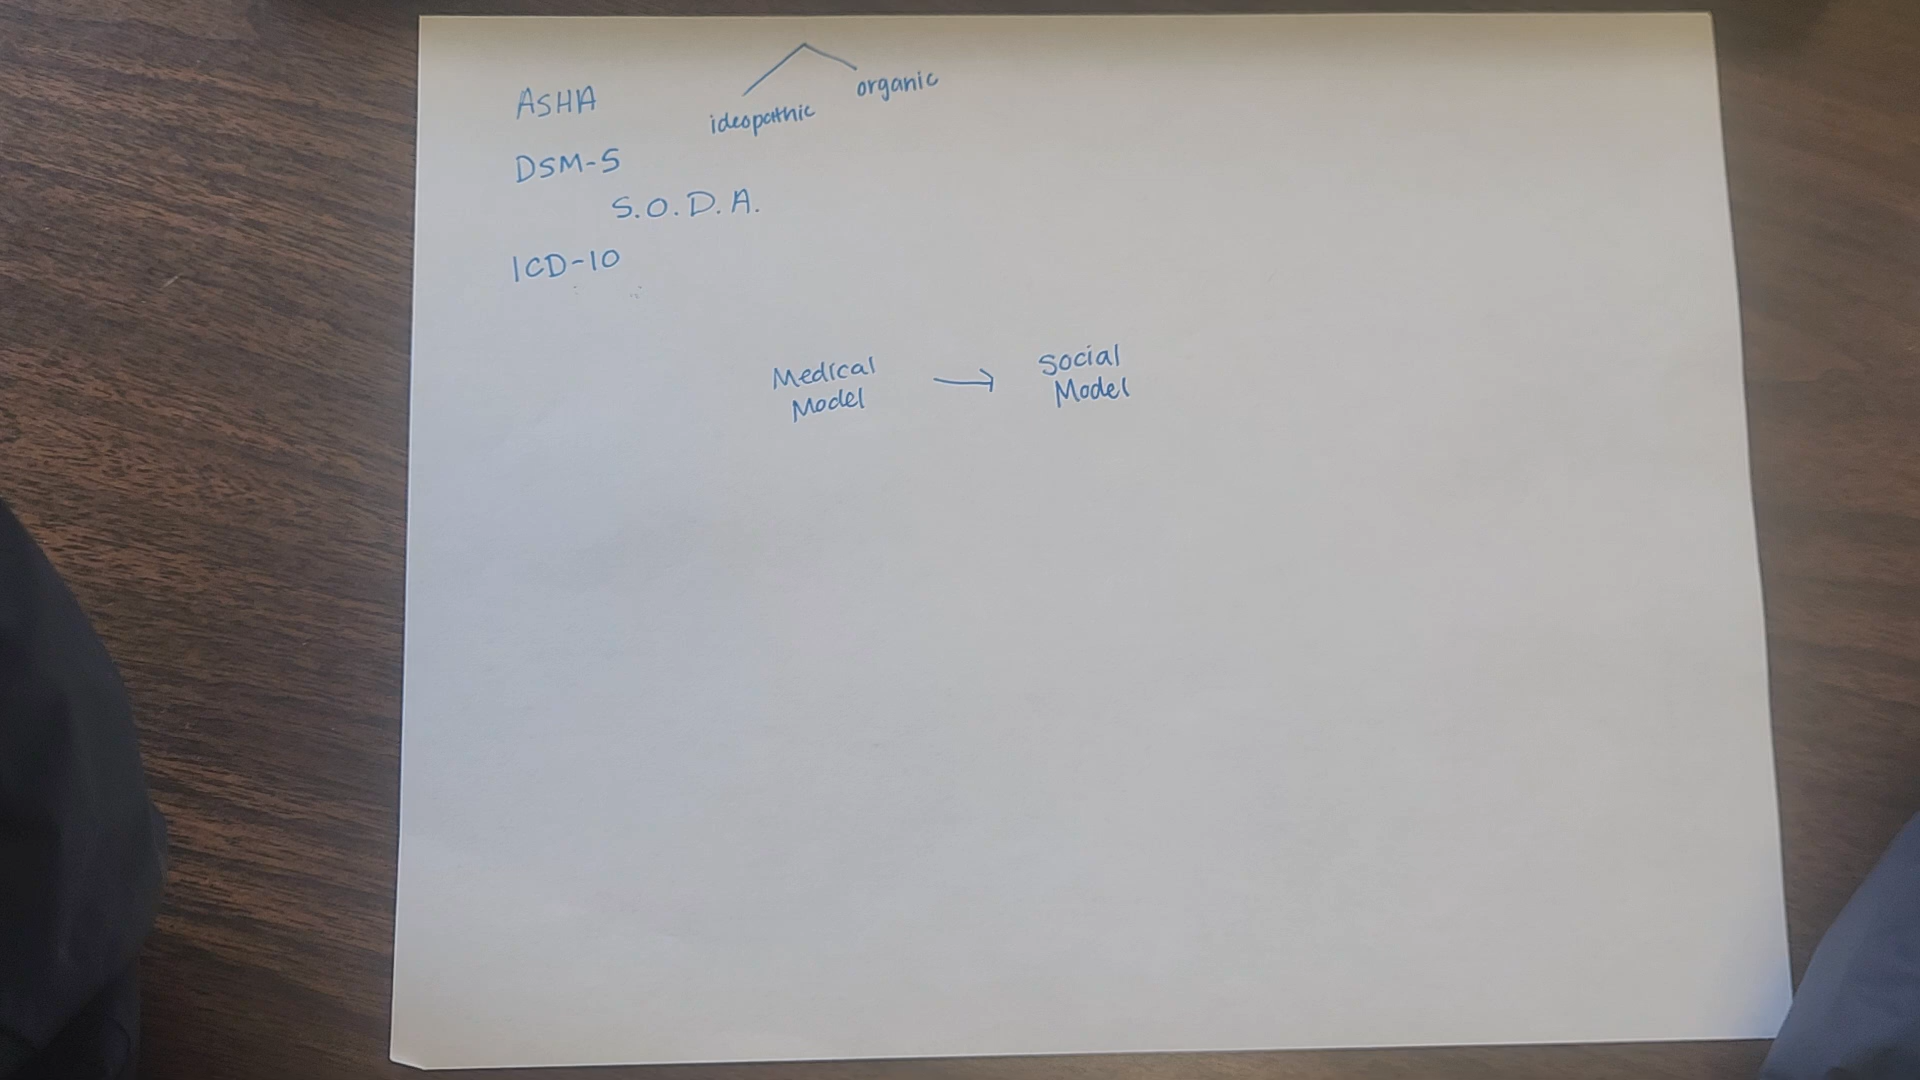 ASHA
ideopathic
organic
DSM-5
S.O.D.A.
ICD-10
Medical
Model
→
Social
Model